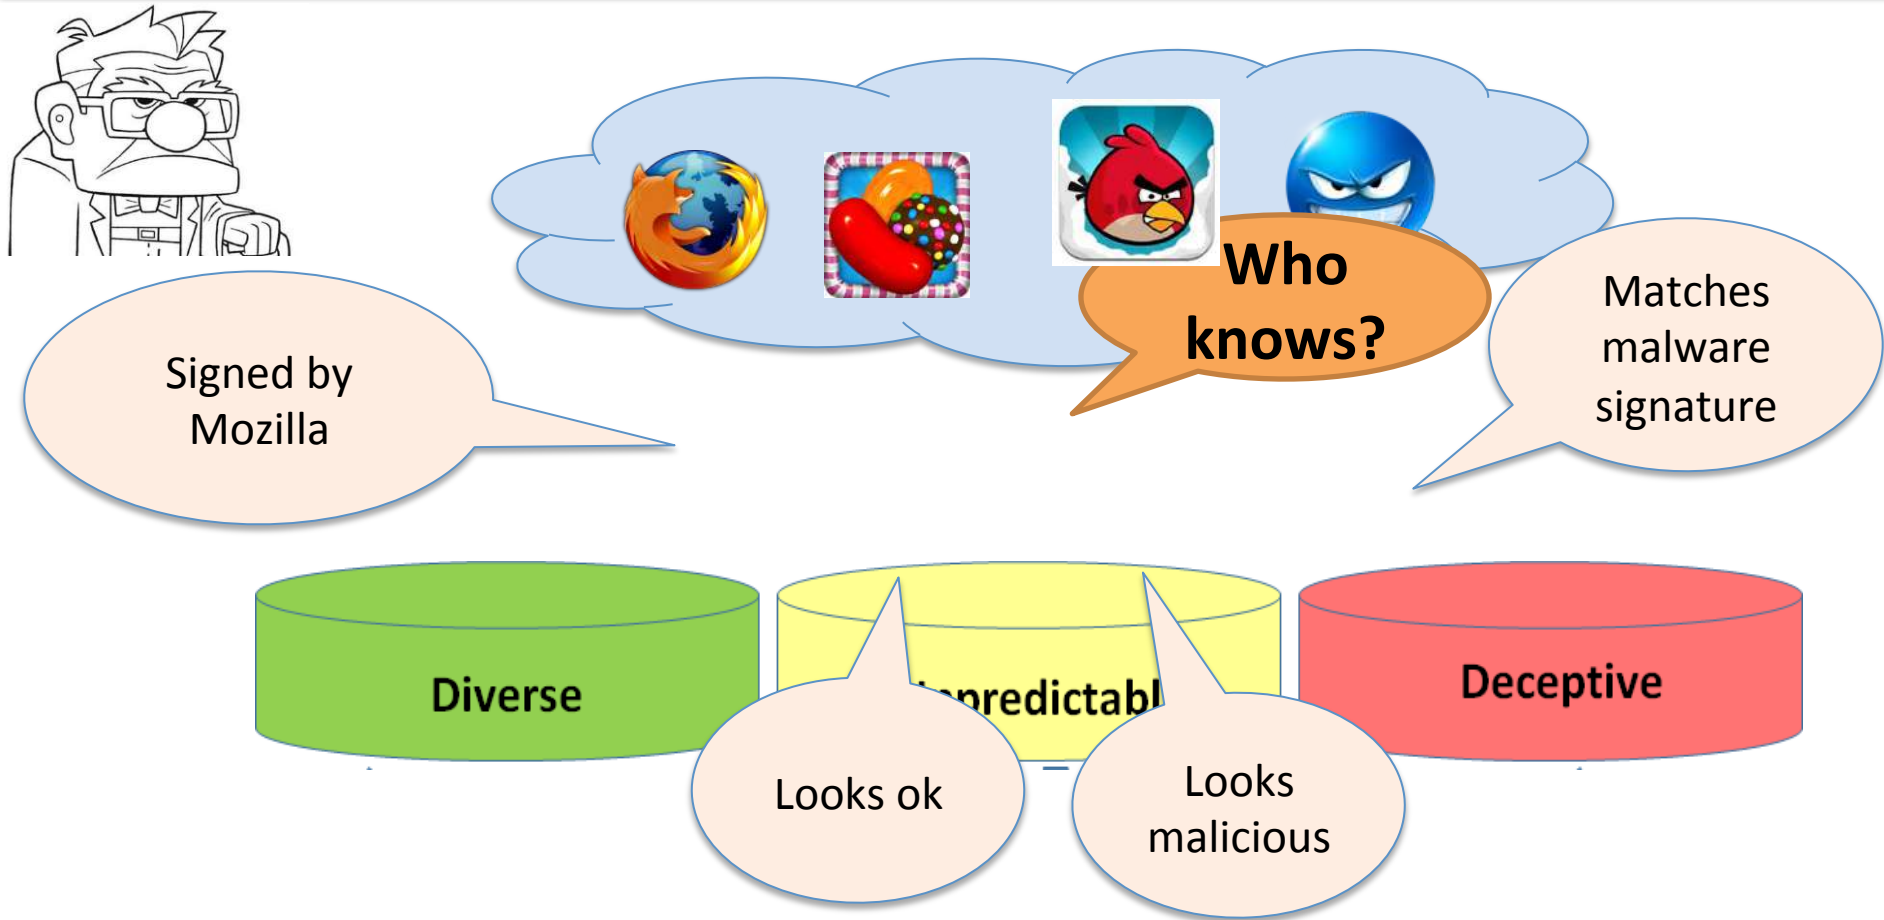 Who
knows?
Matches
malware
signature
Signed by
Mozilla
Diverse
Deceptive
Looks ok
Looks
malicious